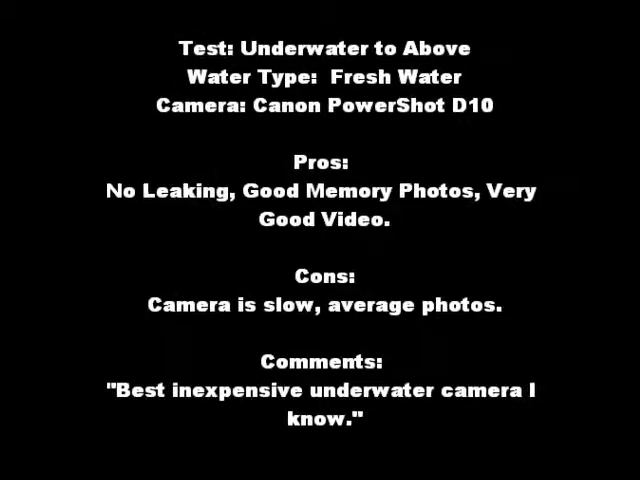 Test: Underwater to Above
Water Type:  Fresh Water
Camera: Canon PowerShot D10
Pros:
No Leaking, Good Memory Photos, Very
Good Video.
Cons:
Camera is slow, average photos.
Comments:
"Best inexpensive underwater camera I
know."